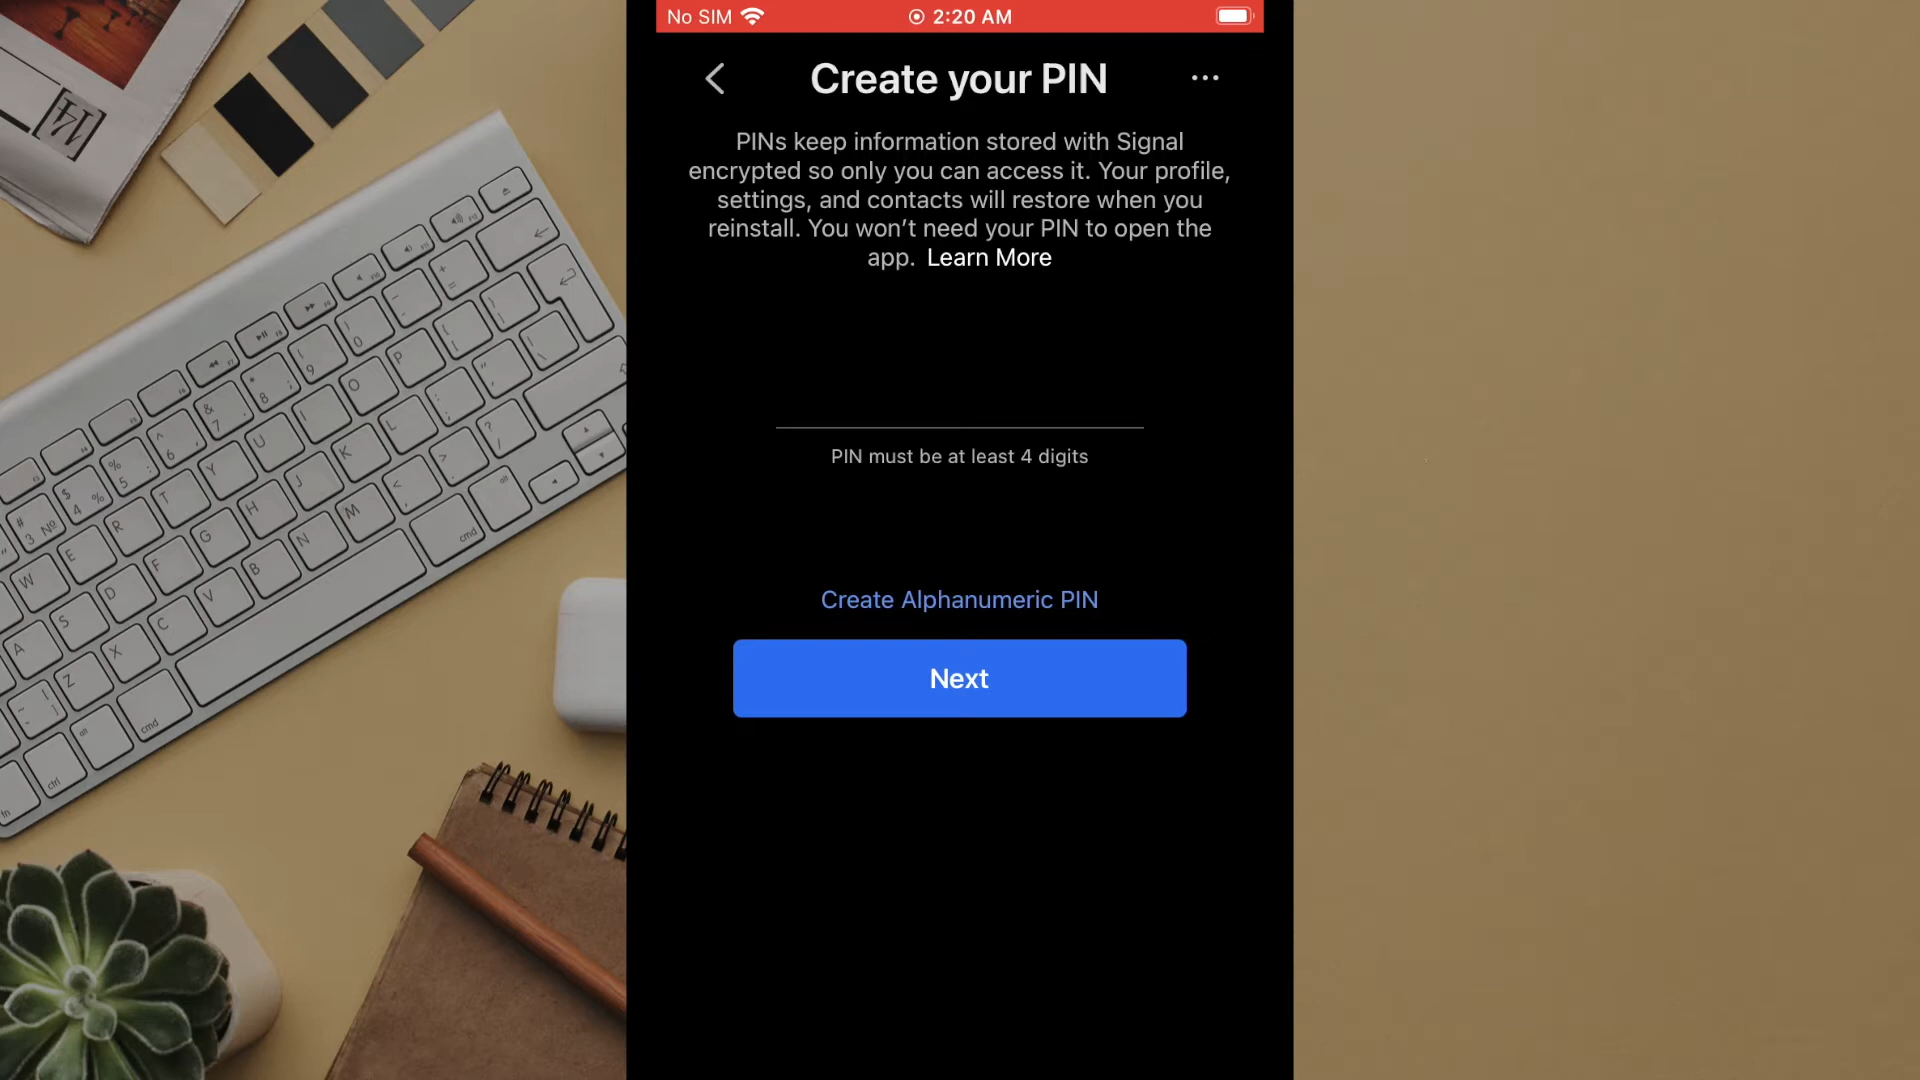 No SIM
2:20 AM
Create your PIN
PINs keep information stored with Signal
encrypted so only you can access it. Your profile,
settings, and contacts will restore when you
reinstall. You won’t need your PIN to open the
app. Learn More
PIN must be at least 4 digits
Create Alphanumeric PIN
Next
14